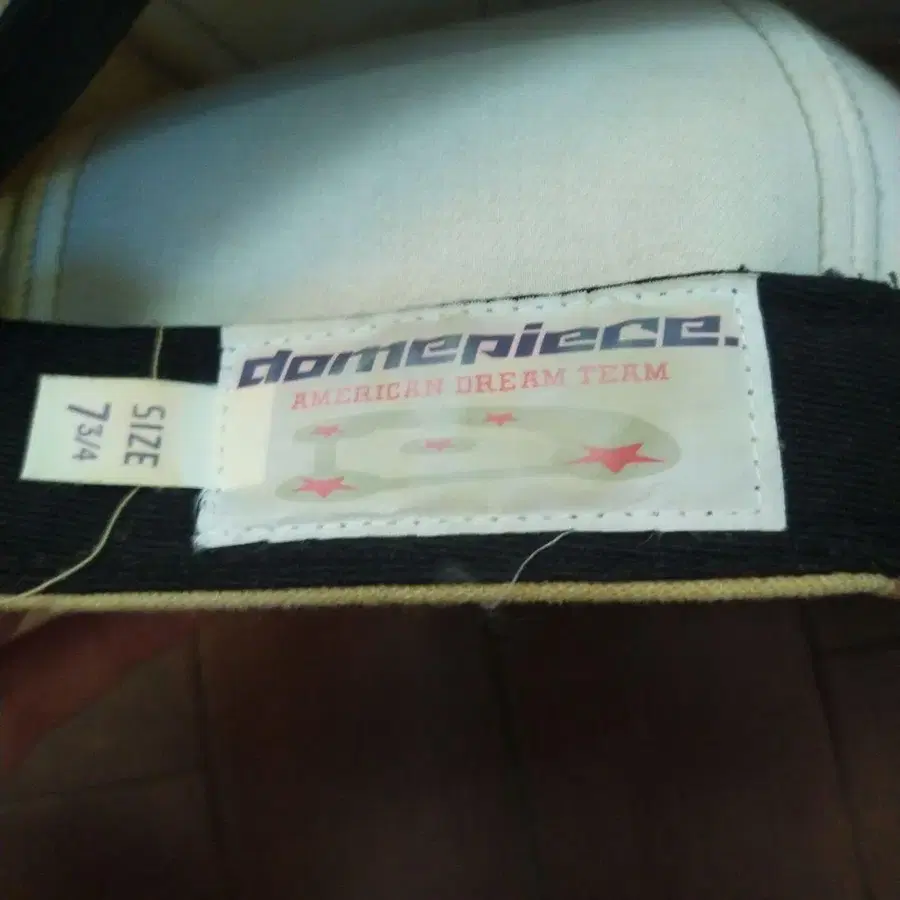 domepiece.
AMERICAN DREAM TEAM
SIZE
7 3/4